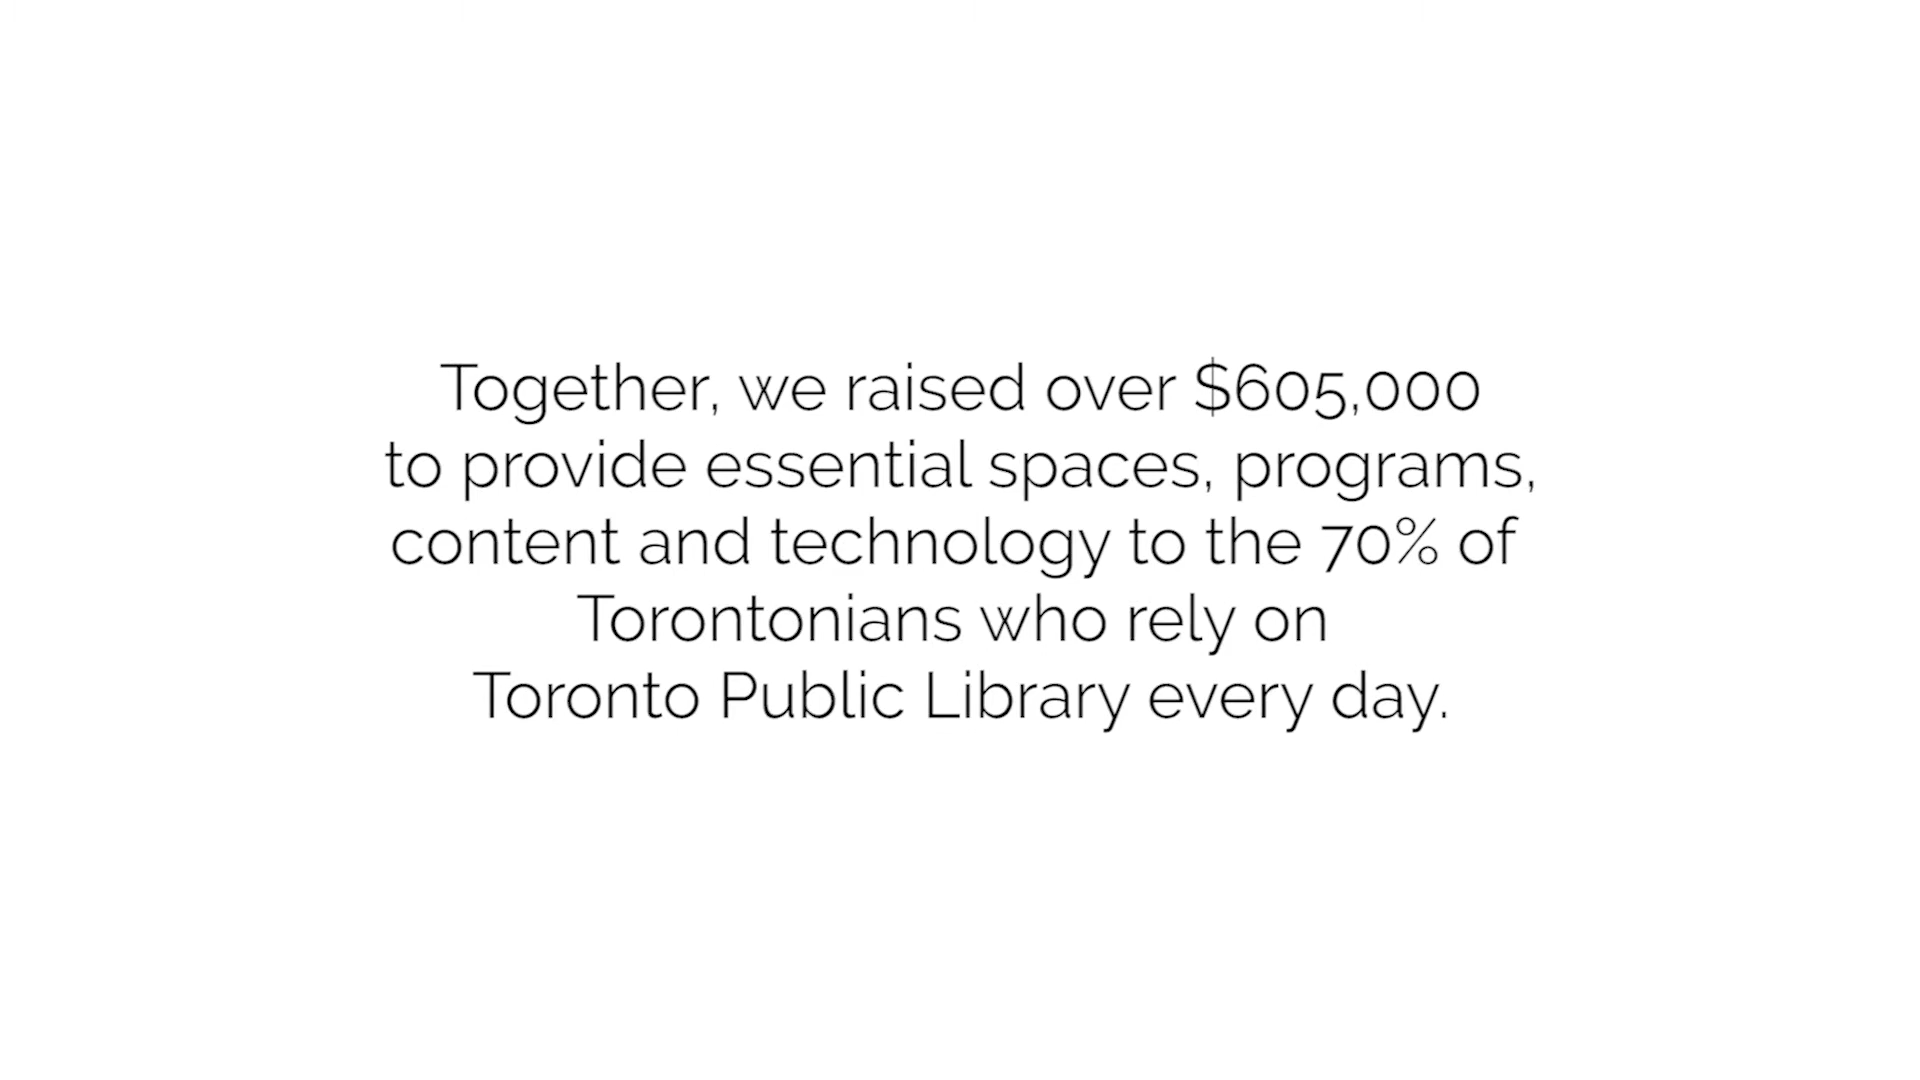 Together, we raised over $605,000
to provide essential spaces, programs,
content and technology to the 70% of
Torontonians who rely on
Toronto Public Library every day.